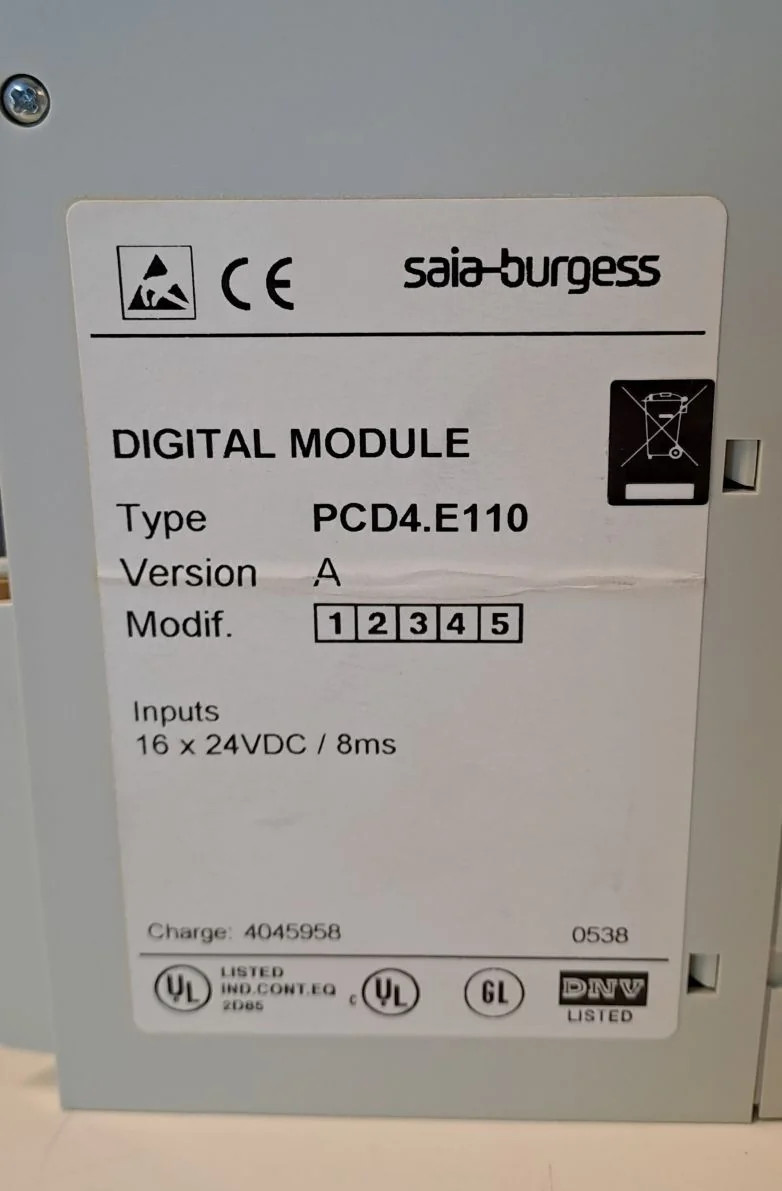 CE saia-burgess
DIGITAL MODULE
Type PCD4.E110
Version A
Modif. 1 2 3 4 5
Inputs
16 x 24VDC / 8ms
Charge: 4045958 0538
UL LISTED
IND.CONT.EQ
2D85
c UL GL DNV
LISTED